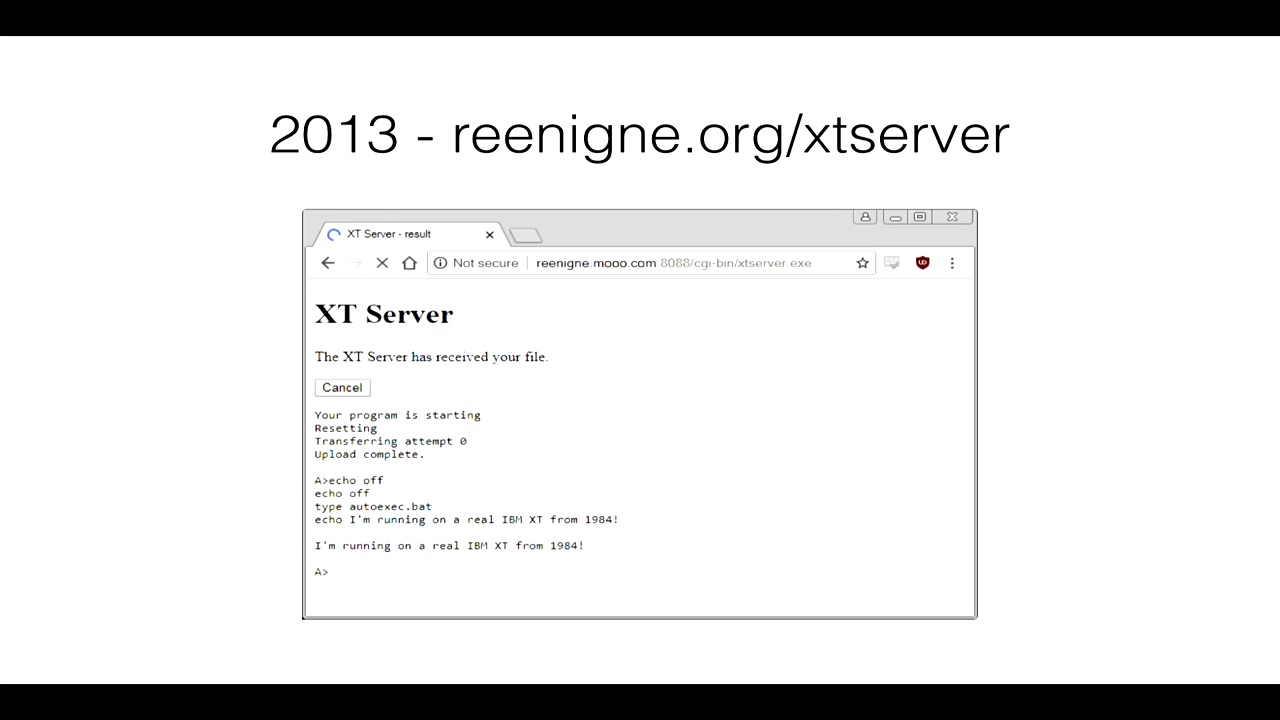 2013 - reenigne.org/xtserver
XT Server - result
Not secure
reenigne.mooo.com:8088/cgi-bin/xtserver.exe
XT Server
The XT Server has received your file.
Cancel
Your program is starting
Resetting
Transferring attempt 0
Upload complete.
A>echo off
echo off
type autoexec.bat
echo I'm running on a real IBM XT from 1984!
I'm running on a real IBM XT from 1984!
A>